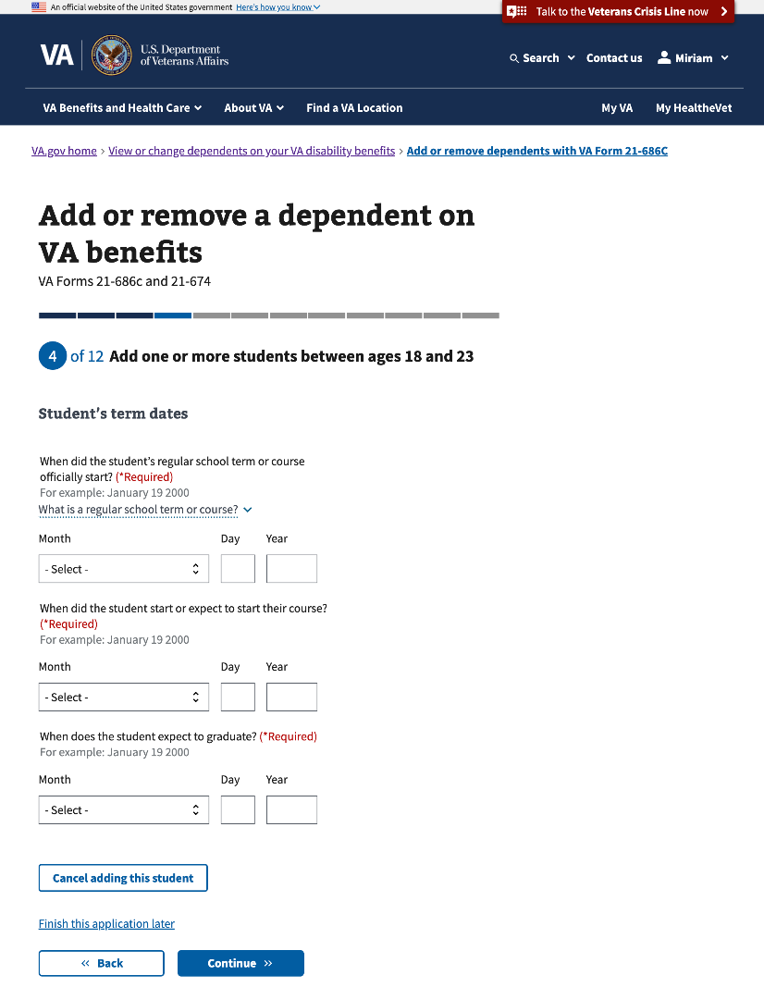 An official website of the United States government Here's how you know
Talk to the Veterans Crisis Line now
VA
U.S. Department
of Veterans Affairs
Search
Contact us
Miriam
VA Benefits and Health Care
About VA
Find a VA Location
My VA
My HealtheVet
VA.gov home › View or change dependents on your VA disability benefits › Add or remove dependents with VA Form 21-686C
Add or remove a dependent on
VA benefits
VA Forms 21-686c and 21-674
4 of 12 Add one or more students between ages 18 and 23
Student's term dates
When did the student's regular school term or course
officially start? (*Required)
For example: January 19 2000
What is a regular school term or course?
Month Day Year
- Select -
When did the student start or expect to start their course?
(*Required)
For example: January 19 2000
Month Day Year
- Select -
When does the student expect to graduate? (*Required)
For example: January 19 2000
Month Day Year
- Select -
Cancel adding this student
Finish this application later
« Back
Continue »